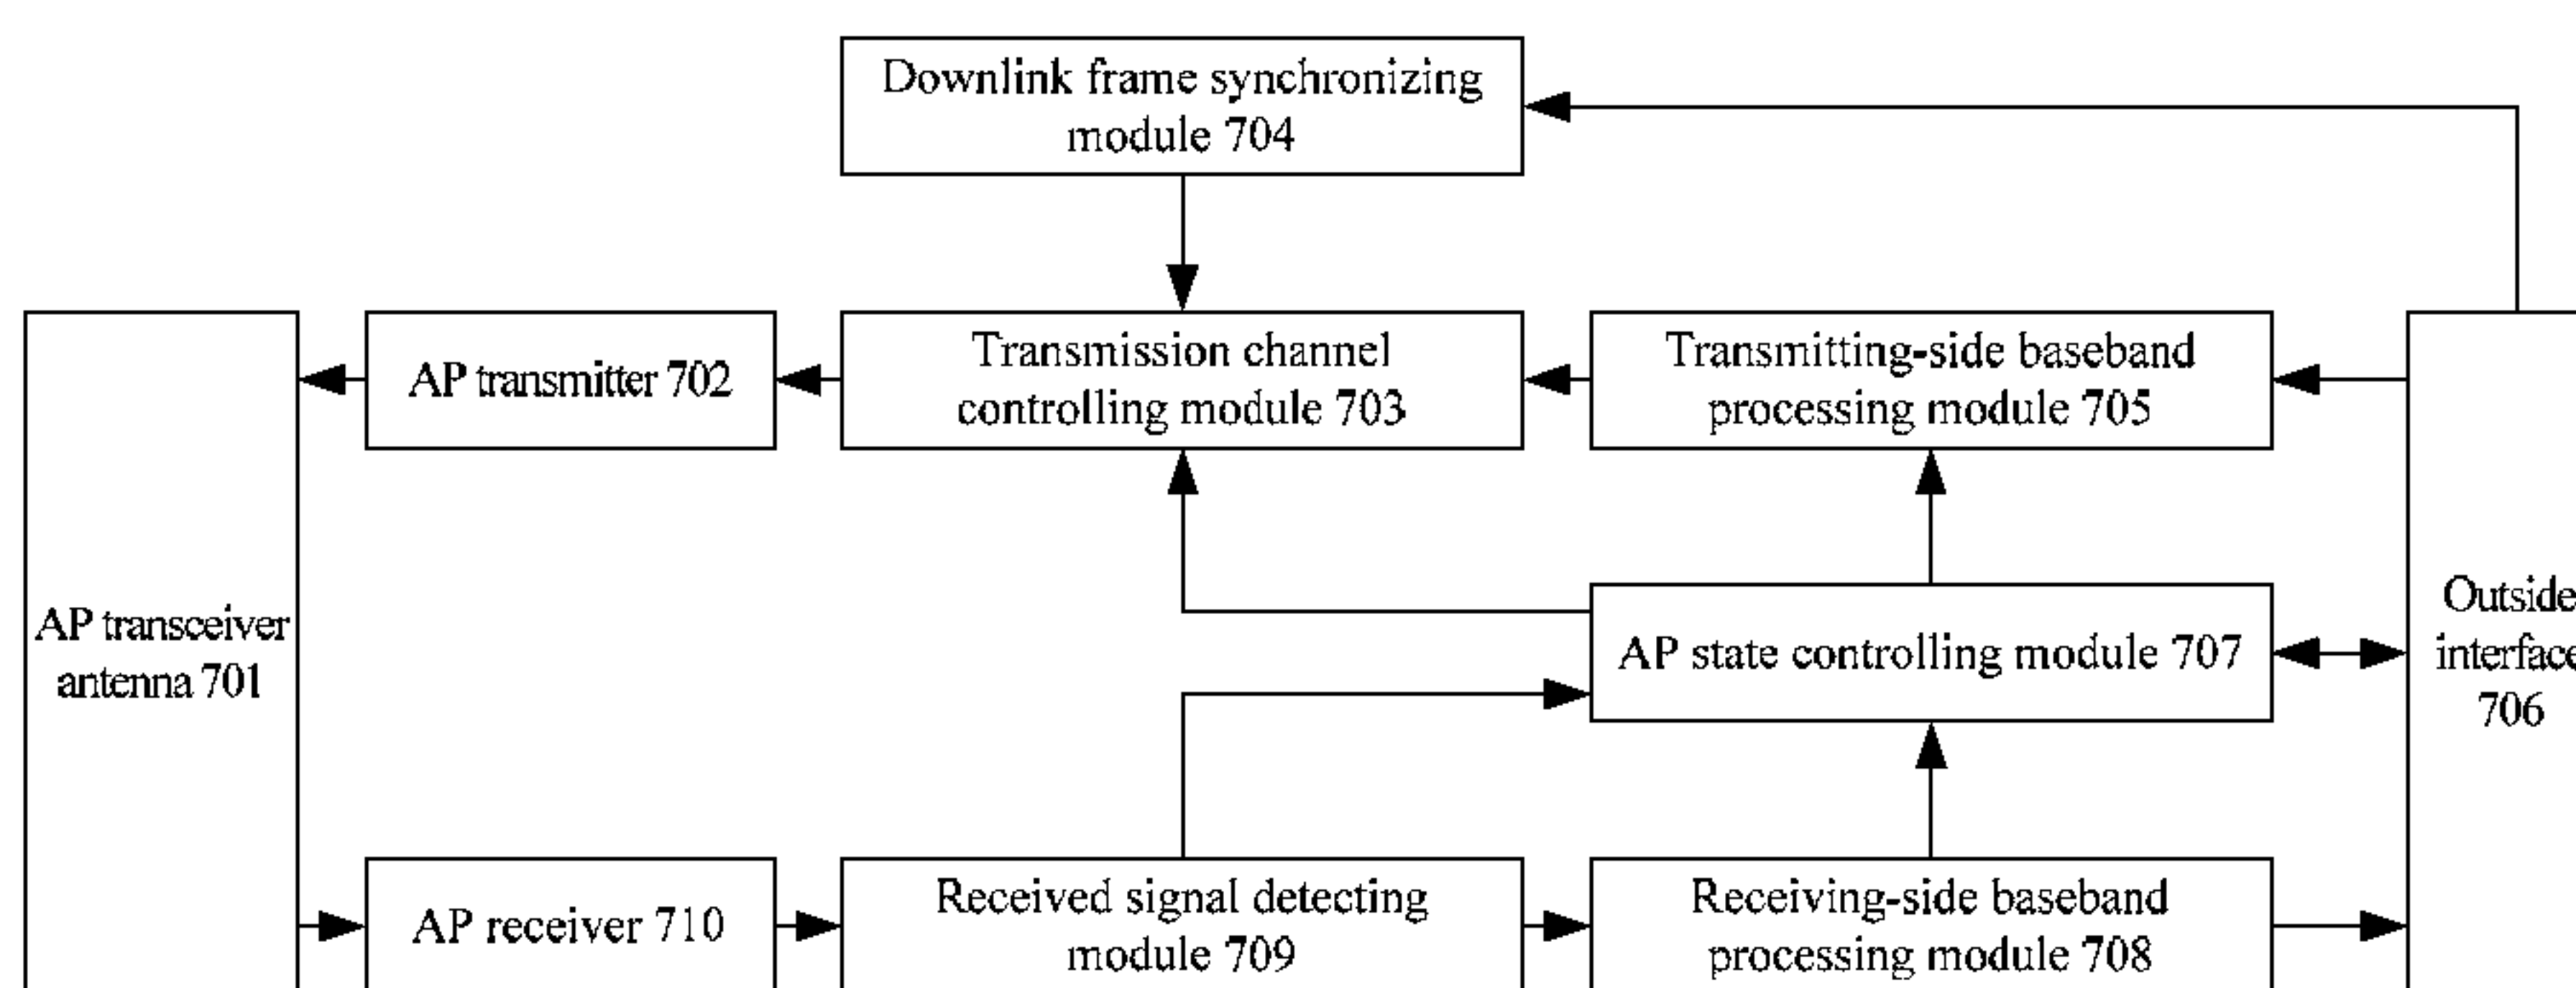 Downlink frame synchronizing
module 704
AP transmitter 702
Transmission channel
controlling module 703
Transmitting-side baseband
processing module 705
AP transceiver
antenna 701
AP state controlling module 707
Outside
interface
706
AP receiver 710
Received signal detecting
module 709
Receiving-side baseband
processing module 708